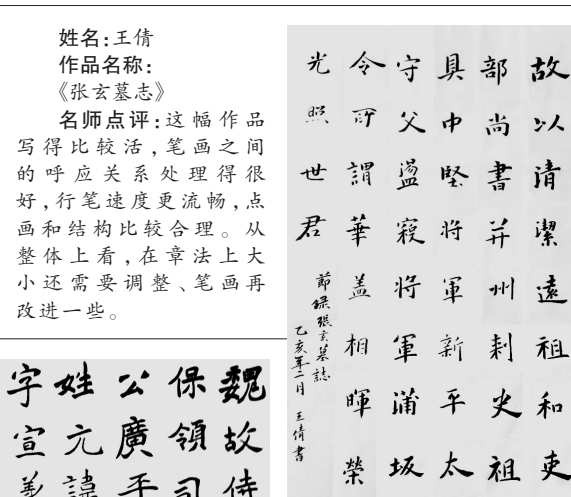 姓名:王倩
作品名称:
《张玄墓志》
名师点评:这幅作品
写得比较活,笔画之间
的呼应关系处理得很
好,行笔速度更流畅,点
画和结构比较合理。从
整体上看,在章法上大
小还需要调整、笔画再
改进一些。
故以清潔遠祖和吏
部尚書并州刺史祖
具中堅將軍新平太
守父盪寇將軍蒲坂
令所謂華盖相暉榮
光照世君
節録張玄墓誌
乙亥年二月 王倩書
魏故侍
保領司
公廣平
姓元諱
字宣義